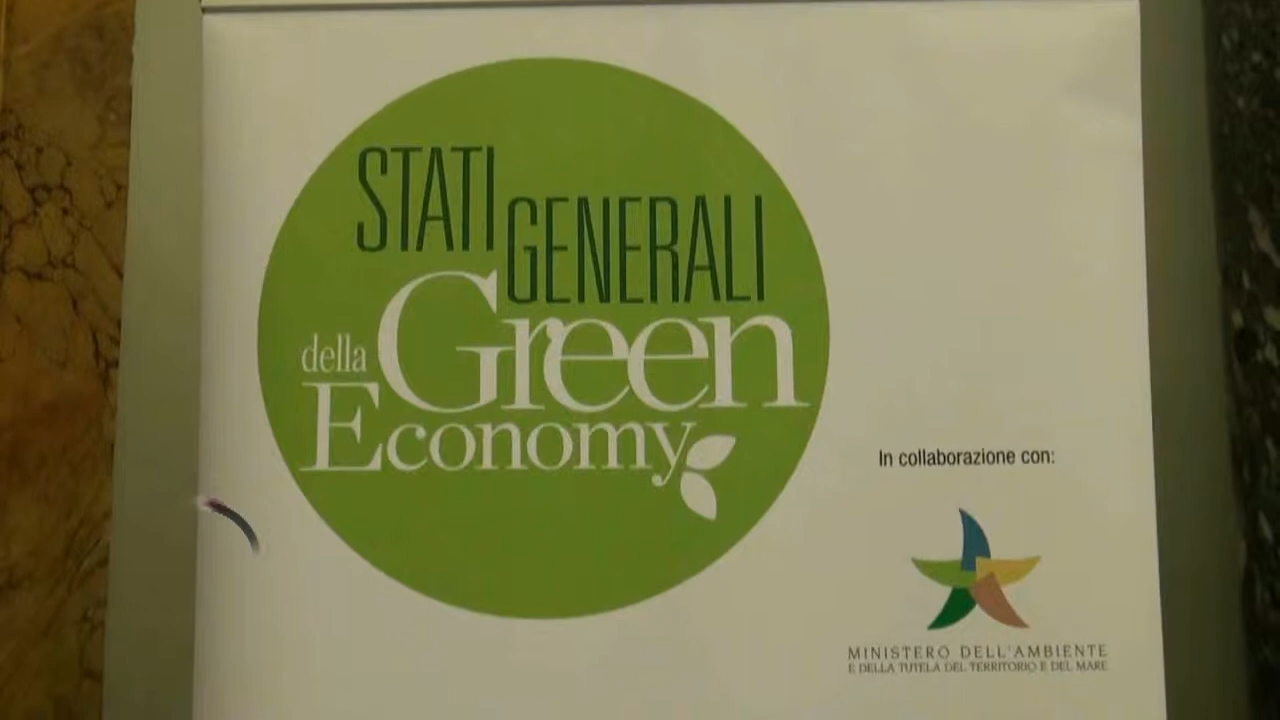 STATI
GENERALI
della Green
Economy
In collaborazione con:
MINISTERO DELL'AMBIENTE
E DELLA TUTELA DEL TERRITORIO E DEL MARE